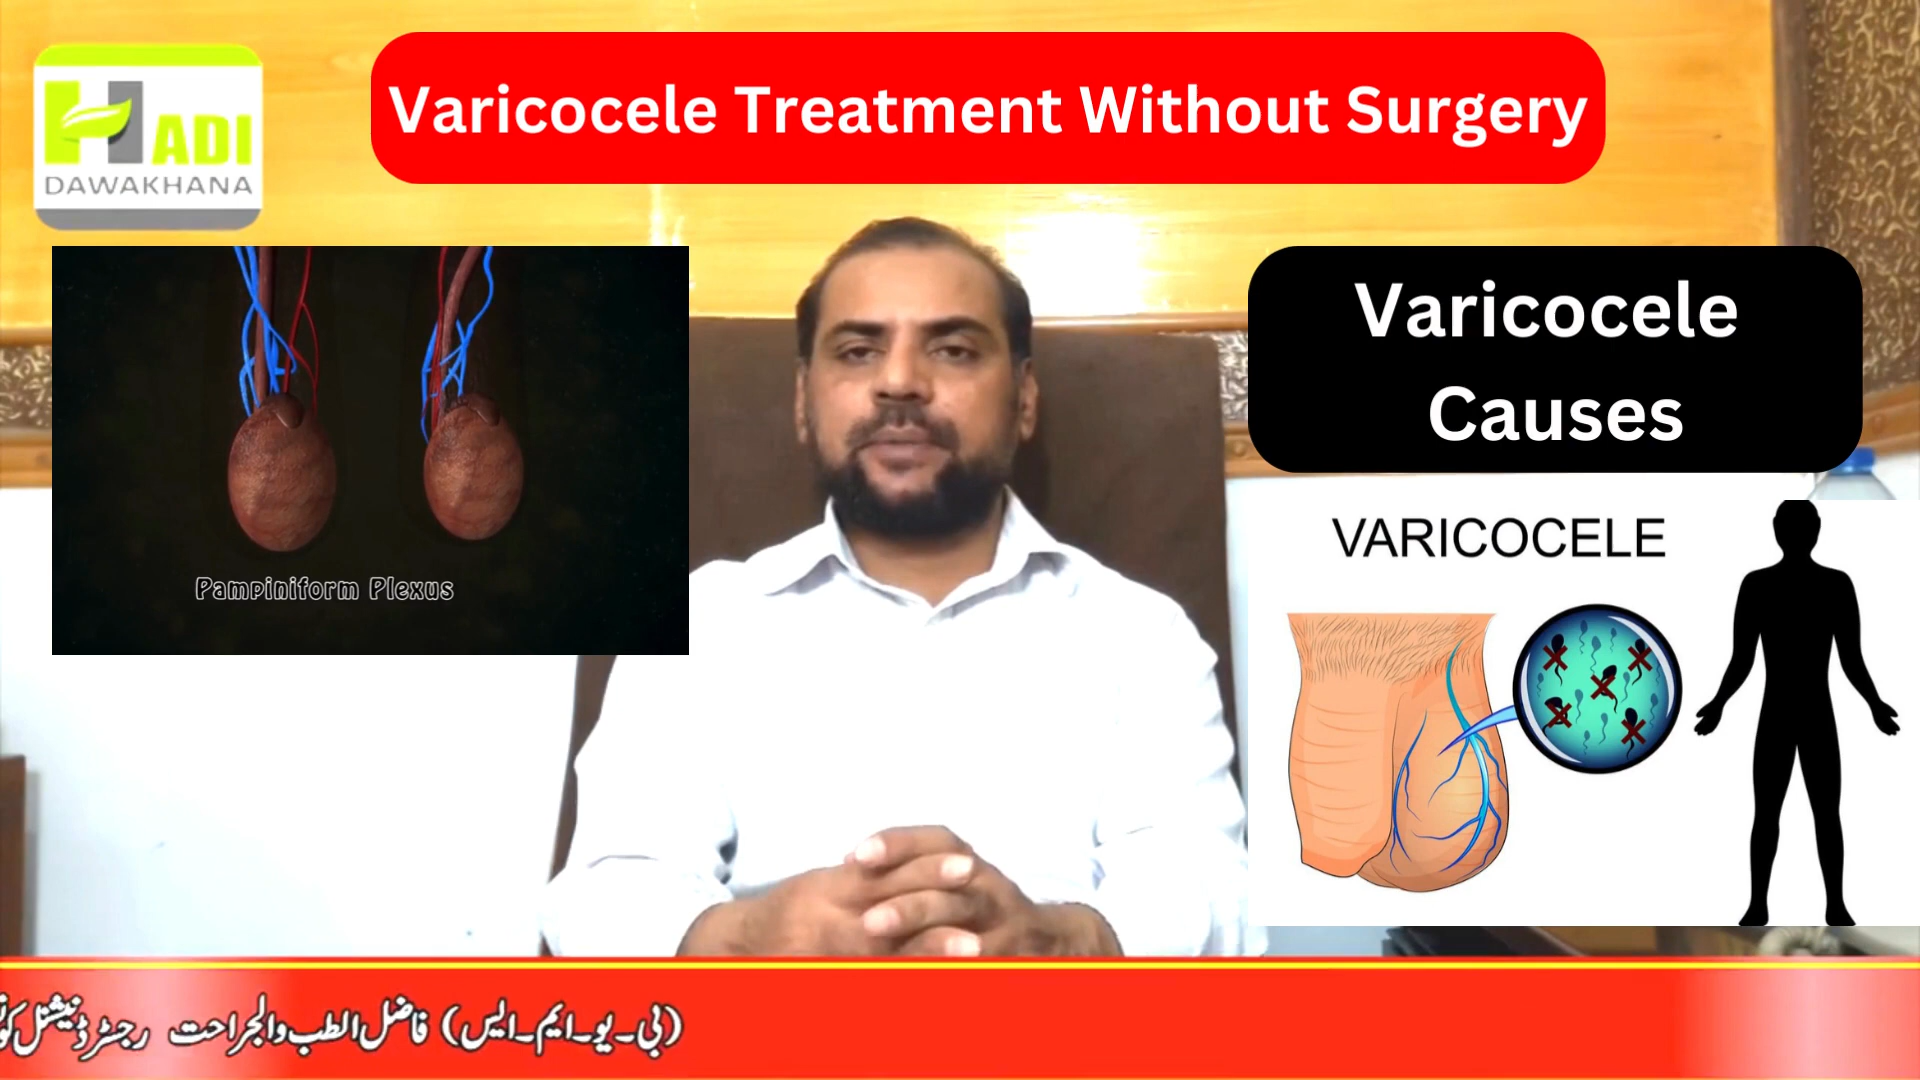 HADI
DAWAKHANA
Varicocele Treatment Without Surgery
Varicocele
Causes
Pampiniform Plexus
VARICOCELE
(بی۔یو۔ایم۔ایس) فاضل الطب والجراحت رجسٹرڈ نیشنل